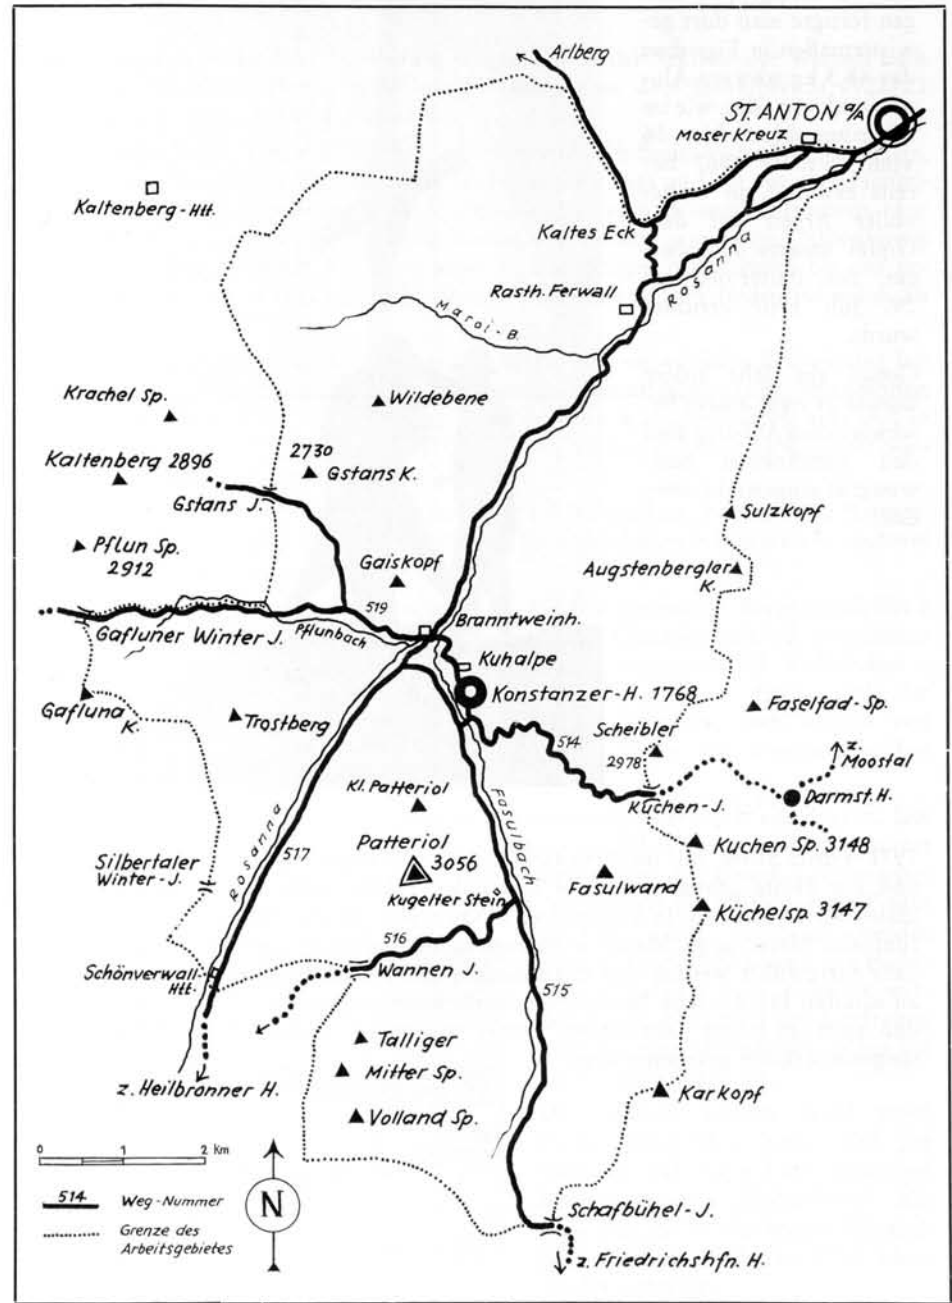 Arlberg
ST. ANTON a/A
Moser Kreuz
Kaltenberg-Htt.
Kaltes Eck
Rosanna
Rasth. Ferwall
Maroi-B.
Krachel Sp.
Wildebene
Kaltenberg 2896
2730
Gstans K.
Gstans J.
Sulzkopf
Pflun Sp.
2912
Gaiskopf
Augstenbergler
K.
519
Branntweinh.
Gafluner Winter J.
Pflunbach
Kuhalpe
Konstanzer-H. 1768
Gafluna
K.
Trostberg
Faselfad-Sp.
514
Scheibler
2978
z.
Moostal
Kl. Patteriol
Küchen-J.
Darmst. H.
Rosanna
517
Fasulbach
Patteriol
3056
Kuchen Sp. 3148
Silbertaler
Winter-J.
Kugelter Stein
Fasulwand
Küchelsp. 3147
516
Schönverwall
Htt.
Wannen J.
515
Talliger
z. Heilbronner H.
Mitter Sp.
Karkopf
Volland Sp.
0 1 2 Km
N
514 Weg-Nummer
Grenze des
Arbeitsgebietes
Schafbühel-J.
z. Friedrichshfn. H.